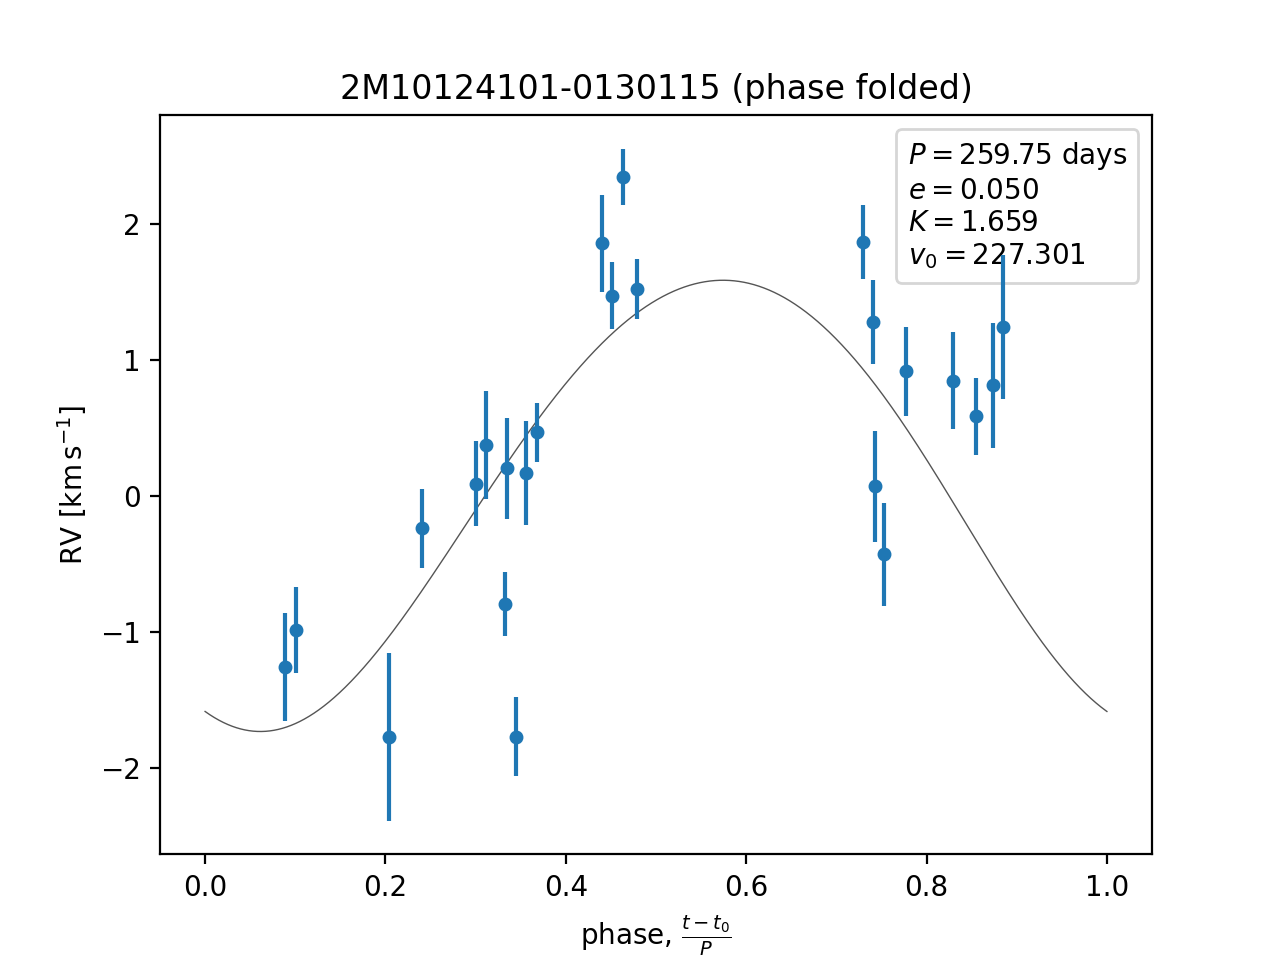 2M10124101-0130115 (phase folded)
P = 259.75 days
e = 0.050
K = 1.659
v₀ = 227.301
2
1
0
−1
−2
RV [km s⁻¹]
0.0 0.2 0.4 0.6 0.8 1.0
phase, (t − t₀)/P